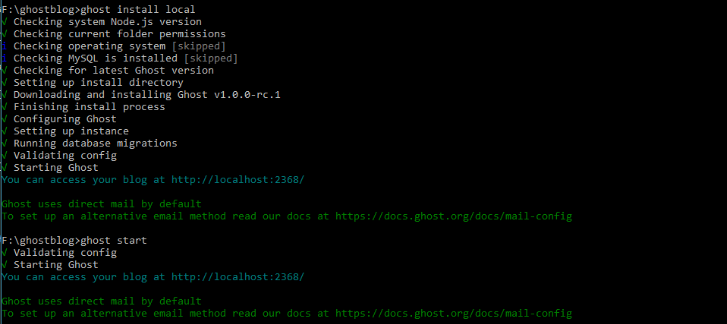 F:\ghostblog>ghost install local
√ Checking system Node.js version
√ Checking current folder permissions
i Checking operating system [skipped]
i Checking MySQL is installed [skipped]
√ Checking for latest Ghost version
√ Setting up install directory
√ Downloading and installing Ghost v1.0.0-rc.1
√ Finishing install process
√ Configuring Ghost
√ Setting up instance
√ Running database migrations
√ Validating config
√ Starting Ghost
You can access your blog at http://localhost:2368/
Ghost uses direct mail by default
To set up an alternative email method read our docs at https://docs.ghost.org/docs/mail-config
F:\ghostblog>ghost start
√ Validating config
√ Starting Ghost
You can access your blog at http://localhost:2368/
Ghost uses direct mail by default
To set up an alternative email method read our docs at https://docs.ghost.org/docs/mail-config